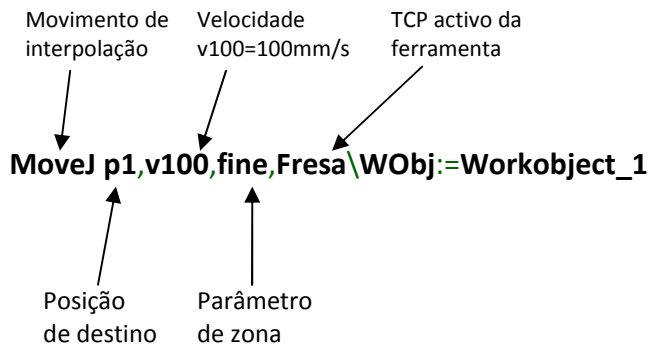 Movimento de
interpolação
Velocidade
v100=100mm/s
TCP activo da
ferramenta
MoveJ p1,v100,fine,Fresa\WObj:=Workobject_1
Posição
de destino
Parâmetro
de zona